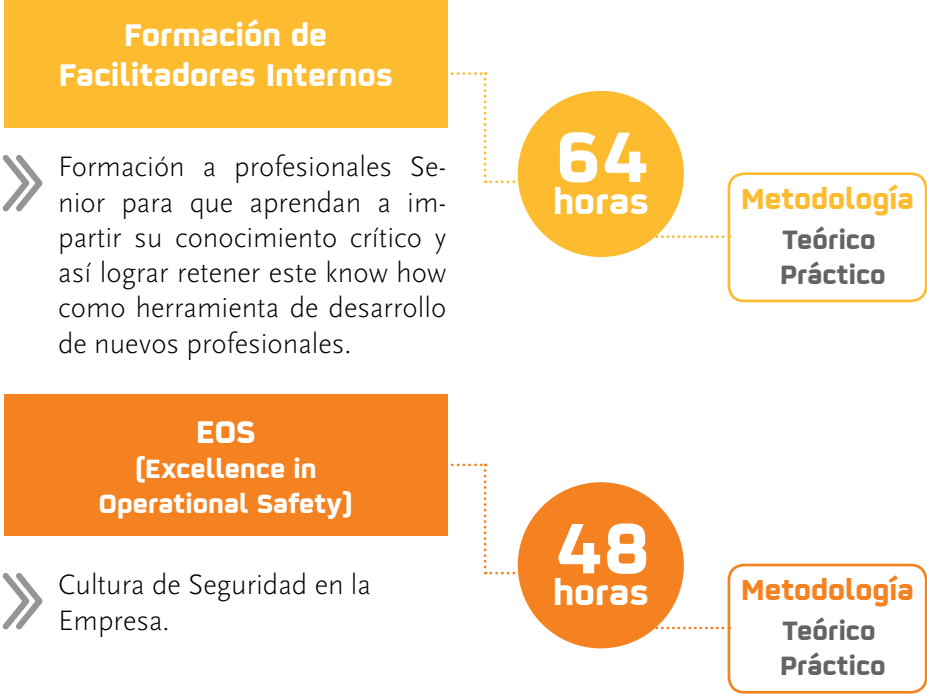 Formación de
Facilitadores Internos
Formación a profesionales Se-
nior para que aprendan a im-
partir su conocimiento crítico y
así lograr retener este know how
como herramienta de desarrollo
de nuevos profesionales.
64
horas
Metodología
Teórico
Práctico
EOS
(Excellence in
Operational Safety)
Cultura de Seguridad en la
Empresa.
48
horas
Metodología
Teórico
Práctico